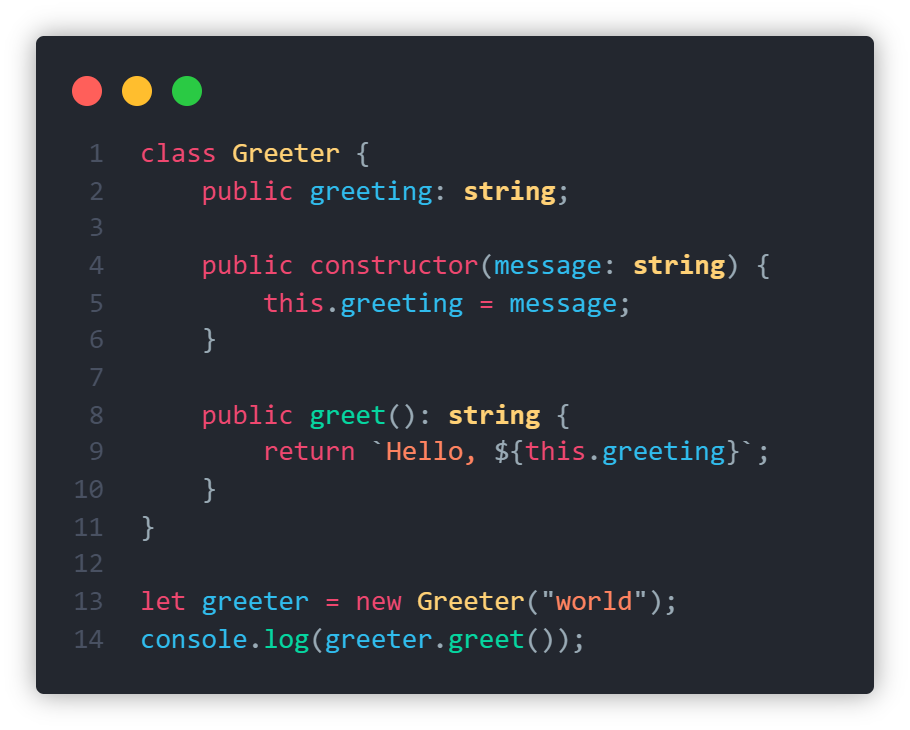 1 class Greeter {
2     public greeting: string;
3
4     public constructor(message: string) {
5         this.greeting = message;
6     }
7
8     public greet(): string {
9         return `Hello, ${this.greeting}`;
10     }
11 }
12
13 let greeter = new Greeter("world");
14 console.log(greeter.greet());